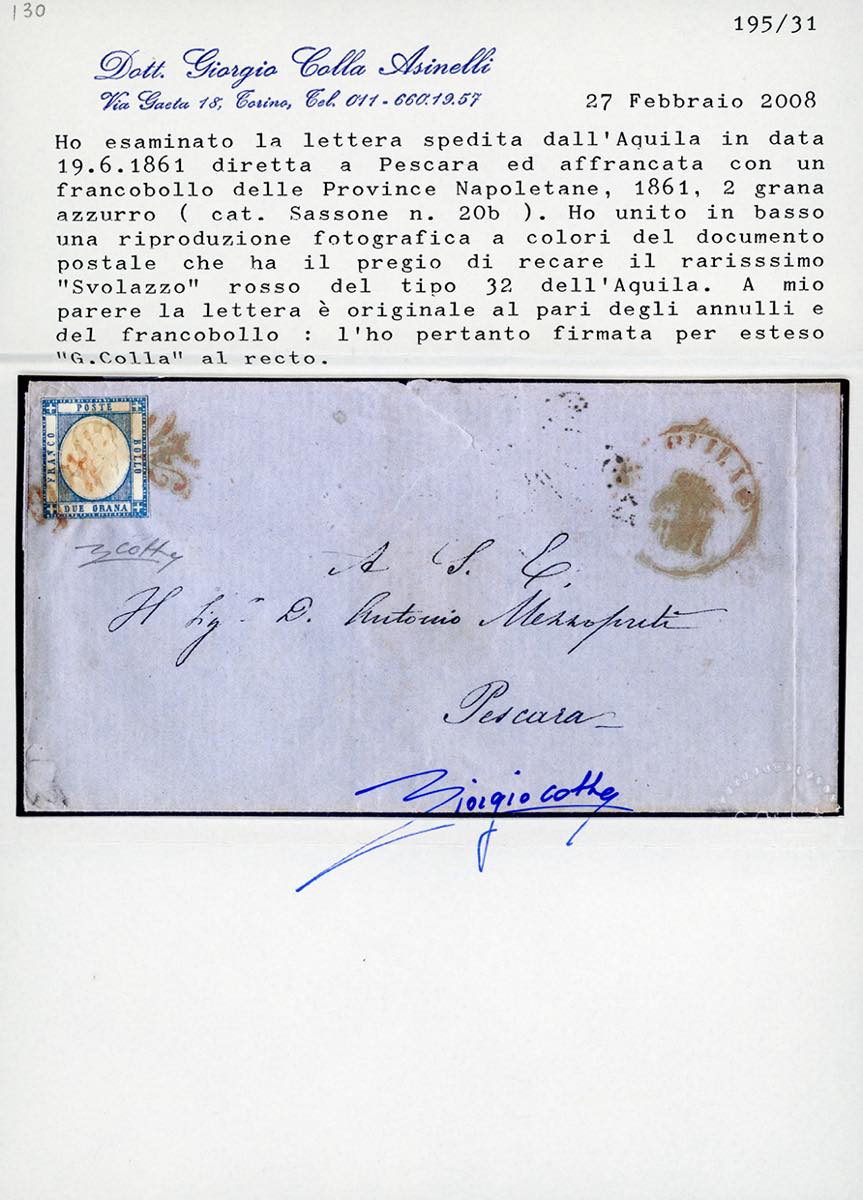 130
195/31
Dott. Giorgio Colla Asinelli
Via Gaeta 18, Torino, Tel. 011-660.19.57
27 Febbraio 2008
Ho esaminato la lettera spedita dall'Aquila in data
19.6.1861 diretta a Pescara ed affrancata con un
francobollo delle Province Napoletane, 1861, 2 grana
azzurro ( cat. Sassone n. 20b ). Ho unito in basso
una riproduzione fotografica a colori del documento
postale che ha il pregio di recare il rarisssimo
"Svolazzo" rosso del tipo 32 dell'Aquila. A mio
parere la lettera è originale al pari degli annulli e
del francobollo : l'ho pertanto firmata per esteso
"G.Colla" al recto.
POSTE
FRANCO
BOLLO
DUE GRANA
A S. E.
Il Sig.r D. Antonio Mezzopreti
Pescara
Giorgio Colla